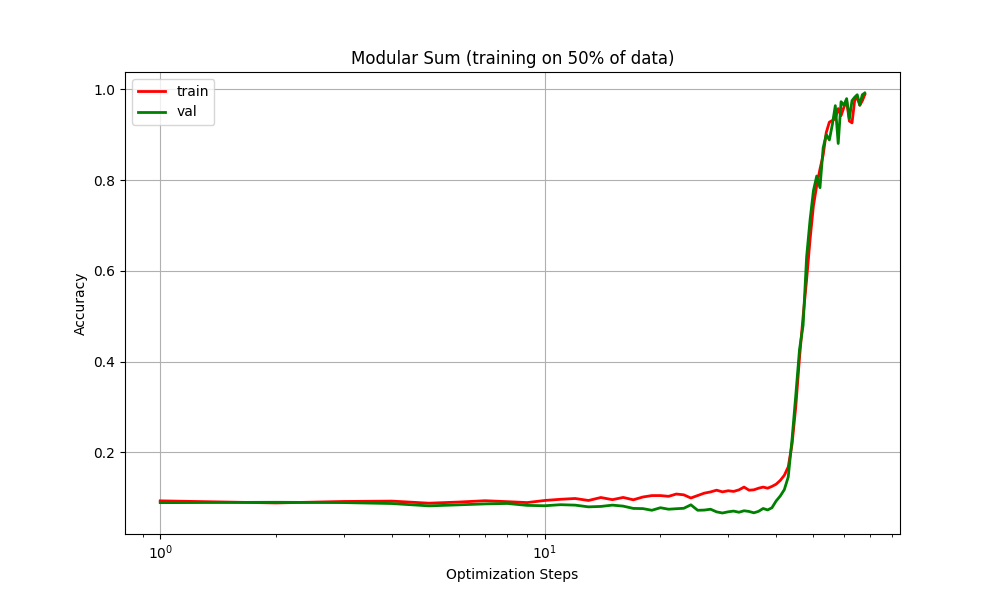 Modular Sum (training on 50% of data)
train
val
1.0
0.8
0.6
0.4
0.2
Accuracy
10⁰
10¹
Optimization Steps